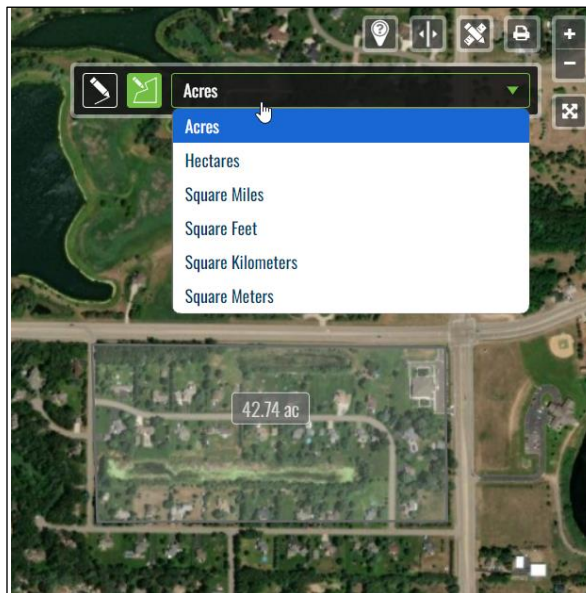 +
-
Acres
Acres
Hectares
Square Miles
Square Feet
Square Kilometers
Square Meters
42.74 ac